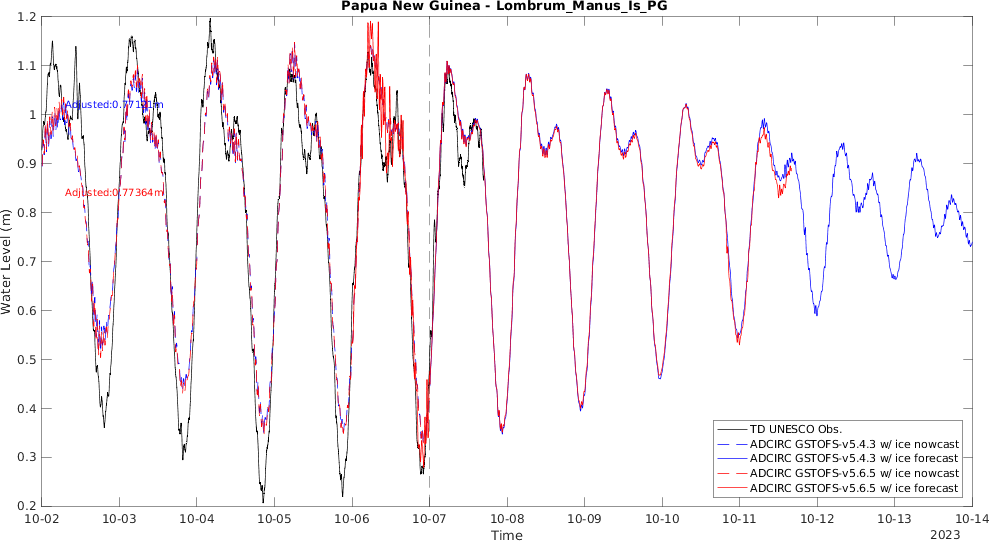 Papua New Guinea - Lombrum_Manus_Is_PG
1.2
1.1
1
0.9
0.8
0.7
0.6
0.5
0.4
0.3
0.2
Water Level (m)
Adjusted:0.77121m
Adjusted:0.77364m
TD UNESCO Obs.
ADCIRC GSTOFS-v5.4.3 w/ ice nowcast
ADCIRC GSTOFS-v5.4.3 w/ ice forecast
ADCIRC GSTOFS-v5.6.5 w/ ice nowcast
ADCIRC GSTOFS-v5.6.5 w/ ice forecast
10-02 10-03 10-04 10-05 10-06 10-07 10-08 10-09 10-10 10-11 10-12 10-13 10-14
Time
2023